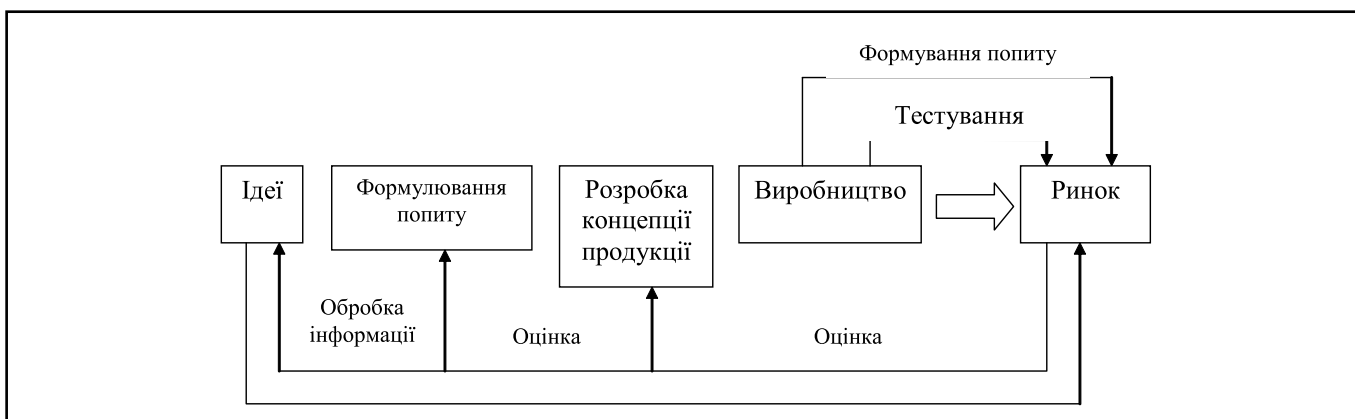 Формування попиту
Тестування
Ідеї
Формулювання
попиту
Розробка
концепції
продукції
Виробництво
Ринок
Обробка
інформації
Оцінка
Оцінка